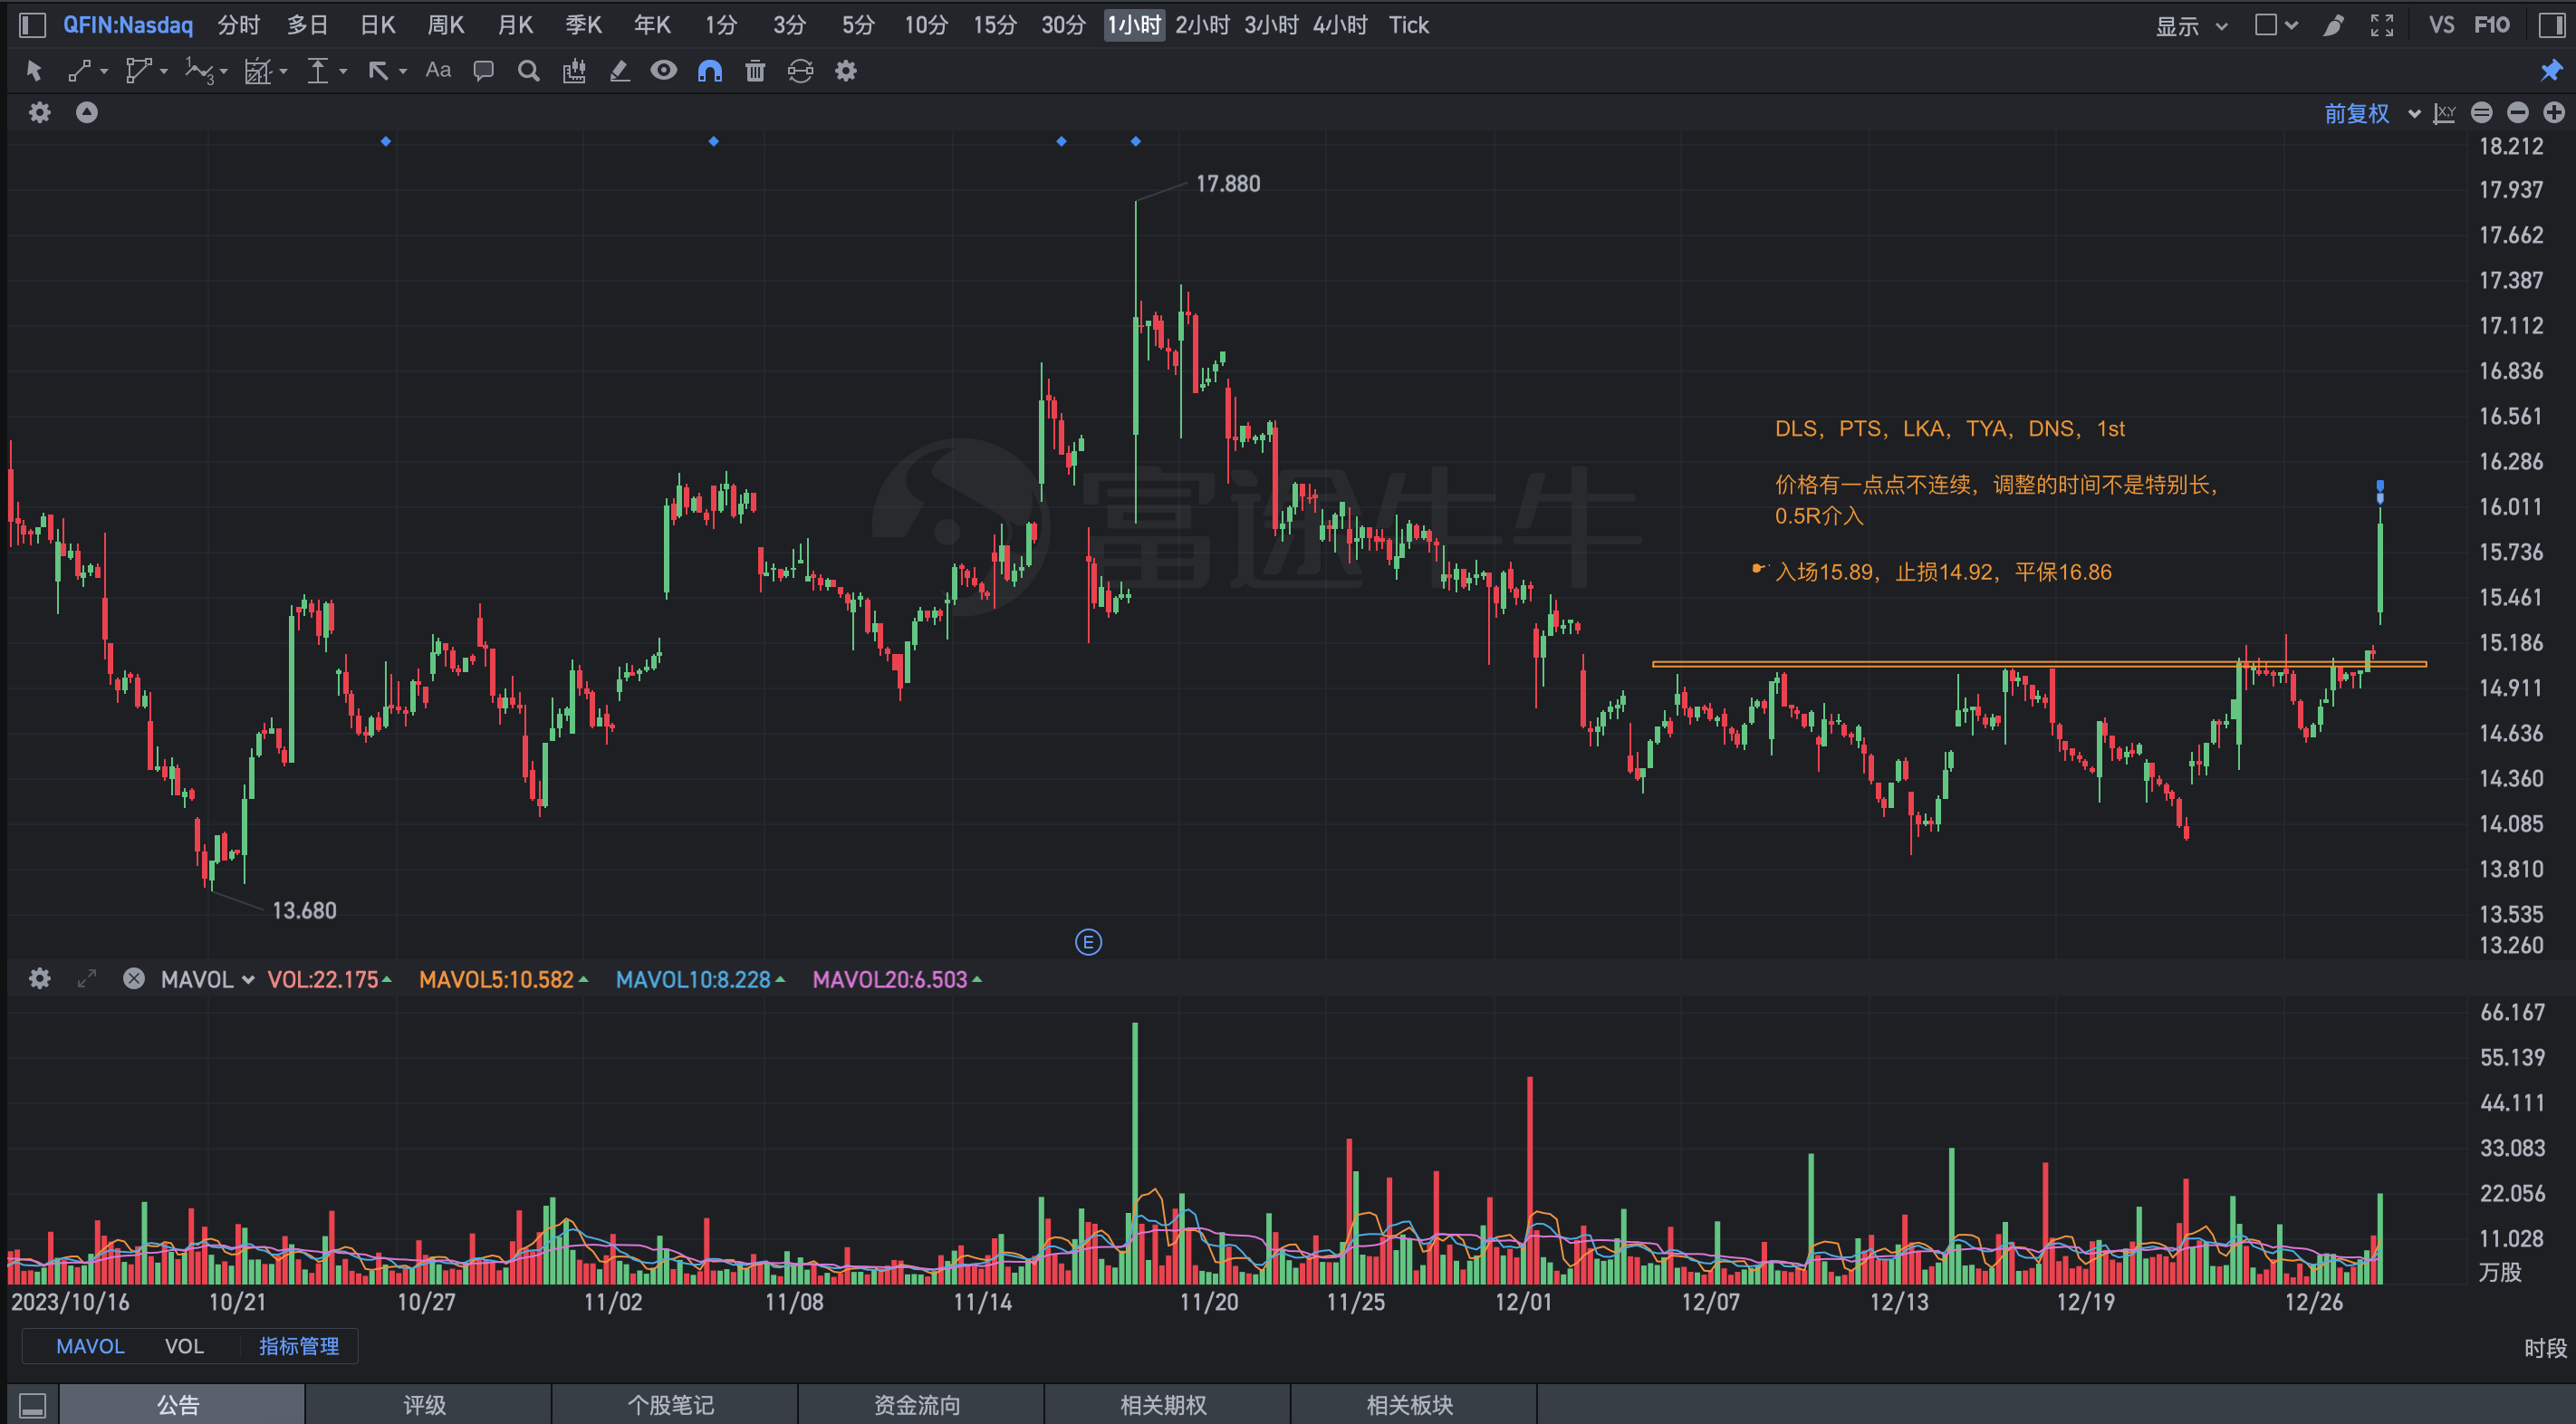 QFIN:Nasdaq 分时 多日 日K 周K 月K 季K 年K 1分 3分 5分 10分 15分 30分 1小时 2小时 3小时 4小时 Tick 显示 VS F10
Aa
前复权
18.212
17.880
17.937
17.662
17.387
17.112
16.836
16.561
DLS，PTS，LKA，TYA，DNS，1st
16.286
价格有一点点不连续，调整的时间不是特别长，
0.5R介入
16.011
富途牛牛
15.736
入场15.89，止损14.92，平保16.86
15.461
15.186
14.911
14.636
14.360
14.085
13.810
13.680
13.535
E
13.260
MAVOL VOL:22.175 MAVOL5:10.582 MAVOL10:8.228 MAVOL20:6.503
66.167
55.139
44.111
33.083
22.056
11.028
万股
2023/10/16 10/21 10/27 11/02 11/08 11/14 11/20 11/25 12/01 12/07 12/13 12/19 12/26
MAVOL VOL 指标管理 时段
公告 评级 个股笔记 资金流向 相关期权 相关板块